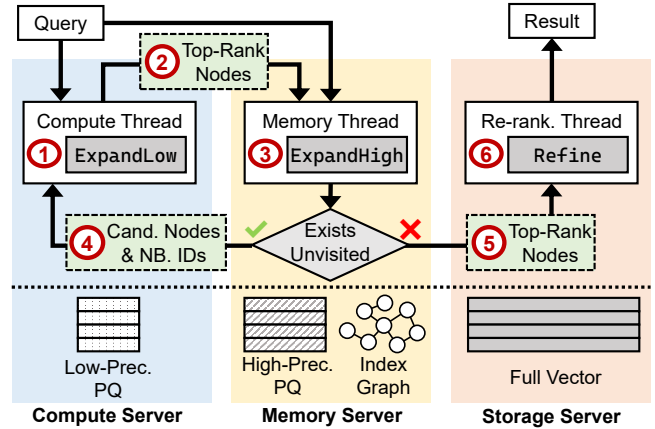 Query
Result
2
Top-Rank
Nodes
Compute Thread
1
ExpandLow
Memory Thread
3
ExpandHigh
Re-rank. Thread
6
Refine
4
Cand. Nodes
& NB. IDs
Exists
Unvisited
5
Top-Rank
Nodes
Low-Prec.
PQ
High-Prec.
PQ
Index
Graph
Full Vector
Compute Server
Memory Server
Storage Server